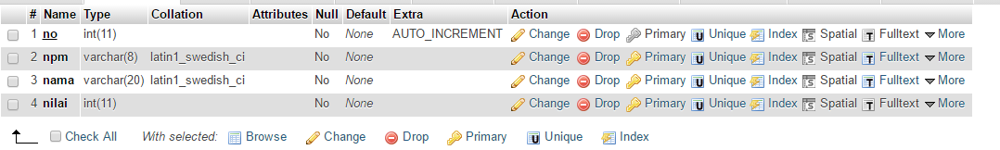 # Name Type Collation Attributes Null Default Extra Action
1 no int(11) No None AUTO_INCREMENT Change Drop Primary Unique Index Spatial Fulltext More
2 npm varchar(8) latin1_swedish_ci No None Change Drop Primary Unique Index Spatial Fulltext More
3 nama varchar(20) latin1_swedish_ci No None Change Drop Primary Unique Index Spatial Fulltext More
4 nilai int(11) No None Change Drop Primary Unique Index Spatial Fulltext More
Check All With selected: Browse Change Drop Primary Unique Index